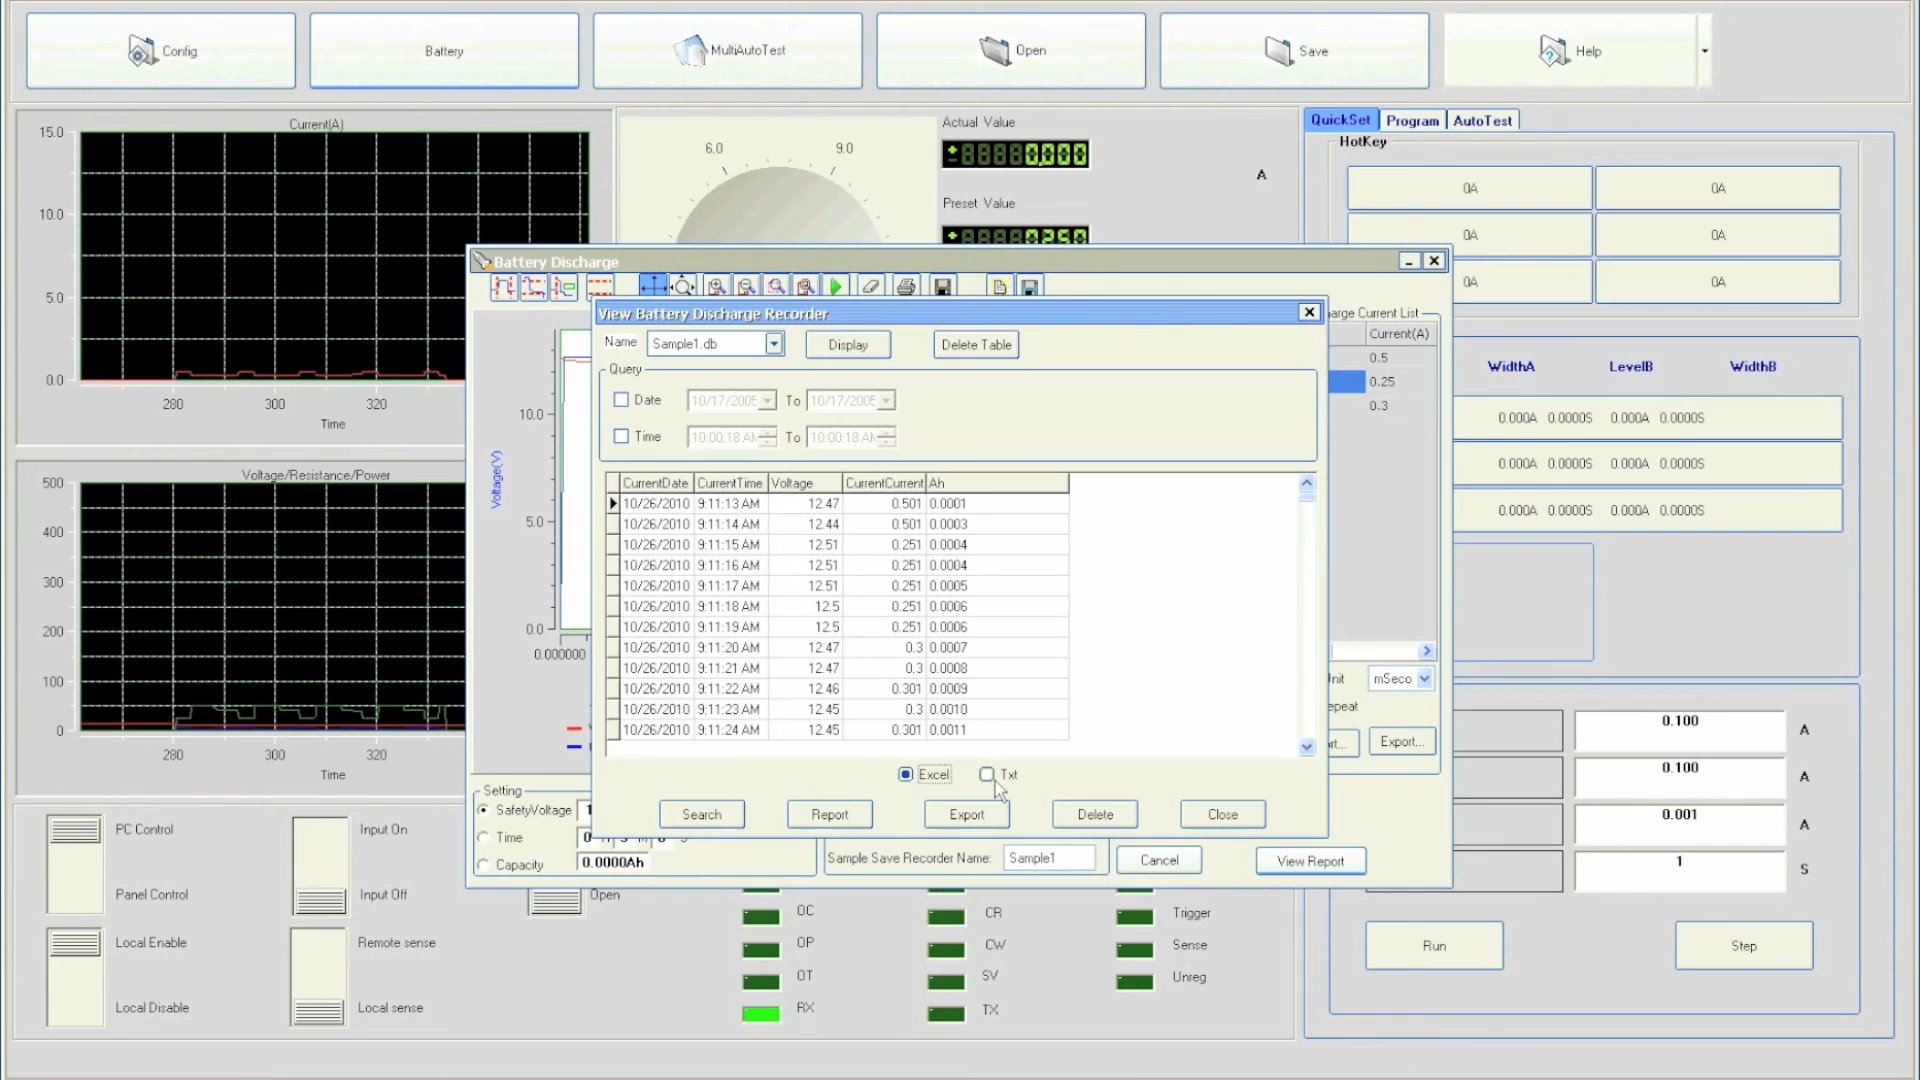 Config
Battery
MultiAutoTest
Open
Save
Help
Current(A)
15.0
10.0
5.0
0.0
280
300
320
Time
Voltage/Resistance/Power
500
400
300
200
100
0
280
300
320
Time
6.0
9.0
Actual Value
0.000
A
Preset Value
QuickSet
Program
AutoTest
HotKey
0A
0A
0A
0A
0A
0A
WidthA
LevelB
WidthB
0.000A 0.0000S 0.000A 0.0000S
0.000A 0.0000S 0.000A 0.0000S
0.000A 0.0000S 0.000A 0.0000S
0.100
A
0.100
A
0.001
A
1
S
Run
Step
Battery Discharge
Voltage(V)
10.0
5.0
0.0
0.000000
arge Current List
Current(A)
0.5
0.25
0.3
mSeco
epeat
Export...
View Battery Discharge Recorder
Name
Sample1.db
Display
Delete Table
Query
Date
10/17/2005
To
10/17/2005
Time
10:00:18 AM
To
10:00:18 AM
CurrentDate CurrentTime Voltage CurrentCurrent Ah
10/26/2010 9:11:13 AM 12.47 0.501 0.0001
10/26/2010 9:11:14 AM 12.44 0.501 0.0003
10/26/2010 9:11:15 AM 12.51 0.251 0.0004
10/26/2010 9:11:16 AM 12.51 0.251 0.0004
10/26/2010 9:11:17 AM 12.51 0.251 0.0005
10/26/2010 9:11:18 AM 12.5 0.251 0.0006
10/26/2010 9:11:19 AM 12.5 0.251 0.0006
10/26/2010 9:11:20 AM 12.47 0.3 0.0007
10/26/2010 9:11:21 AM 12.47 0.3 0.0008
10/26/2010 9:11:22 AM 12.46 0.301 0.0009
10/26/2010 9:11:23 AM 12.45 0.3 0.0010
10/26/2010 9:11:24 AM 12.45 0.301 0.0011
Excel
Txt
Search
Report
Export
Delete
Close
Setting
SafetyVoltage
Time
Capacity
0.0000Ah
Sample Save Recorder Name:
Sample1
Cancel
View Report
PC Control
Panel Control
Local Enable
Local Disable
Input On
Input Off
Remote sense
Local sense
Open
OC
OP
OT
RX
CR
CW
SV
TX
Trigger
Sense
Unreg